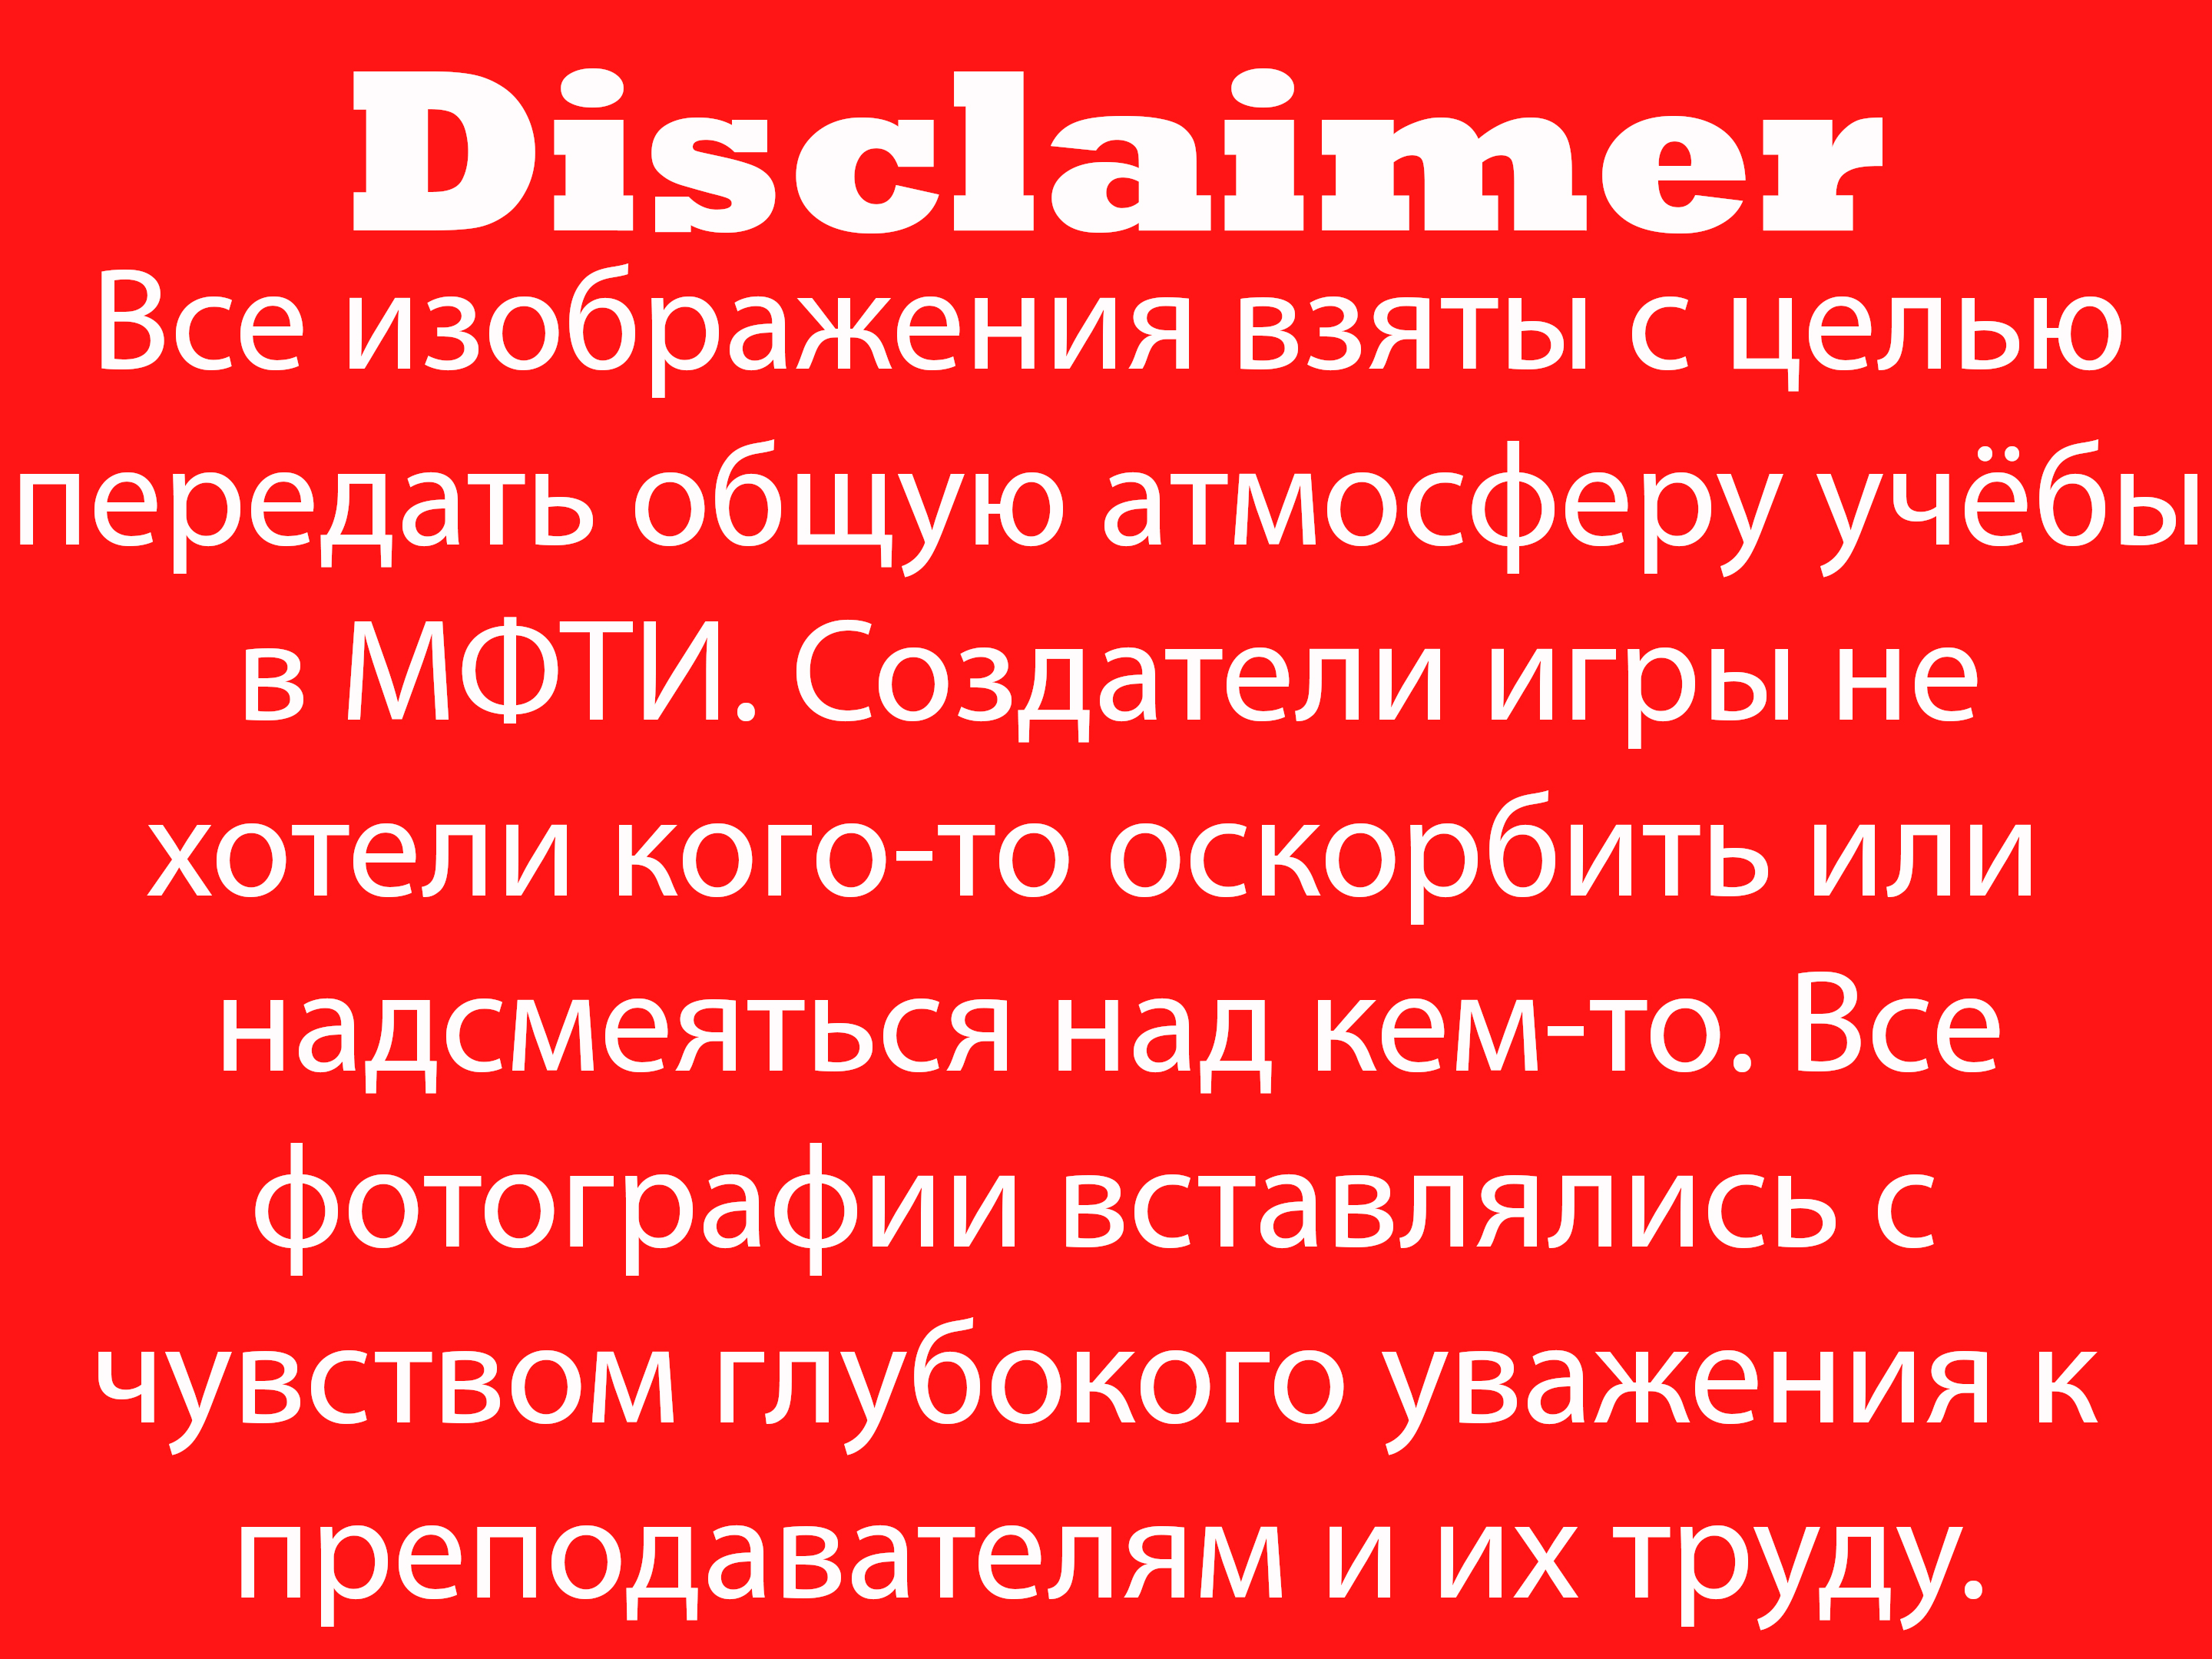 Disclaimer
Все изображения взяты с целью
передать общую атмосферу учёбы
в МФТИ. Создатели игры не
хотели кого-то оскорбить или
надсмеяться над кем-то. Все
фотографии вставлялись с
чувством глубокого уважения к
преподавателям и их труду.